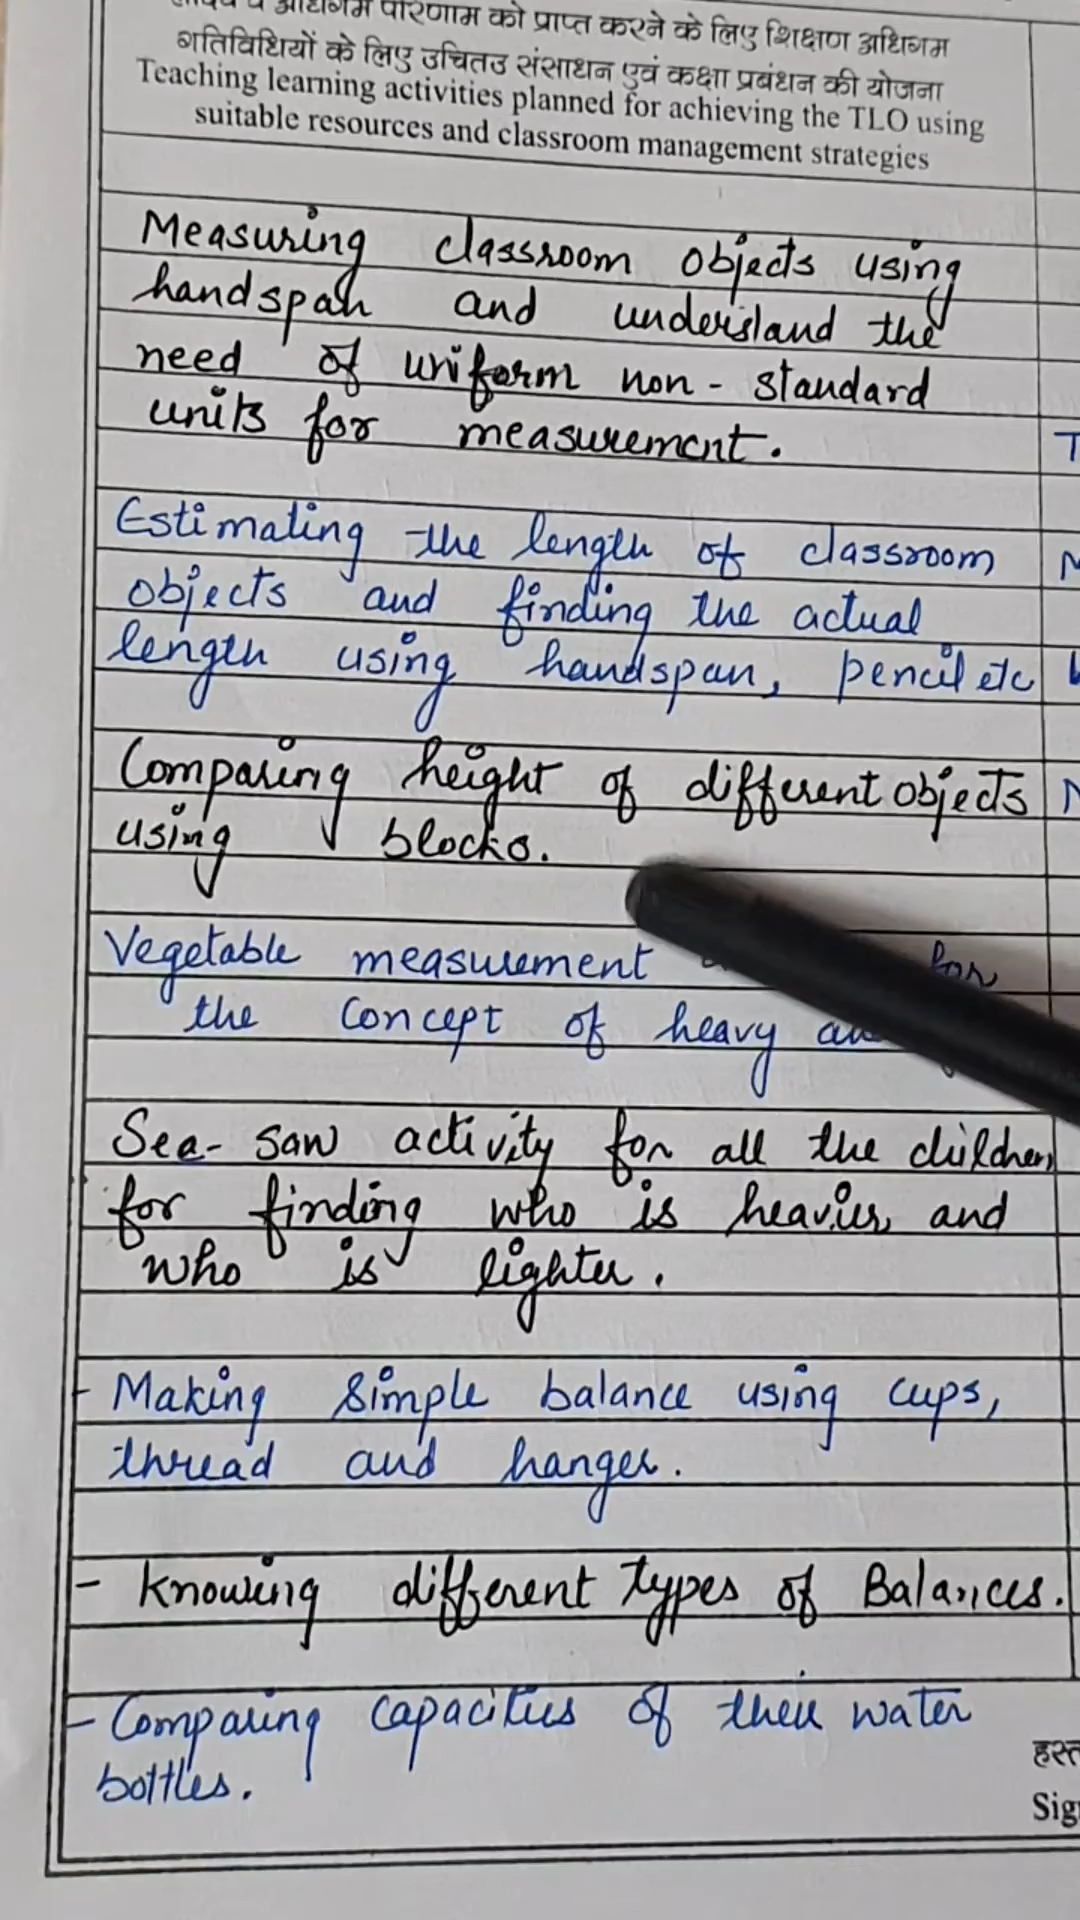 अधिगम परिणाम को प्राप्त करने के लिए शिक्षण अधिगम
गतिविधियों के लिए उचितउ संसाधन एवं कक्षा प्रबंधन की योजना
Teaching learning activities planned for achieving the TLO using
suitable resources and classroom management strategies
Measuring classroom objects using
handspan and understand the
need of uniform non-standard
units for measurement.
Estimating the length of classroom
objects and finding the actual
length using handspan, pencil etc
Comparing height of different objects
using blocks.
Vegetable measurement for
the concept of heavy
Sea-saw activity for all the children
for finding who is heavier and
who is lighter.
- Making simple balance using cups,
thread and hanger.
- Knowing different types of Balances.
- Comparing capacities of their water
bottles.
हस्त
Sig